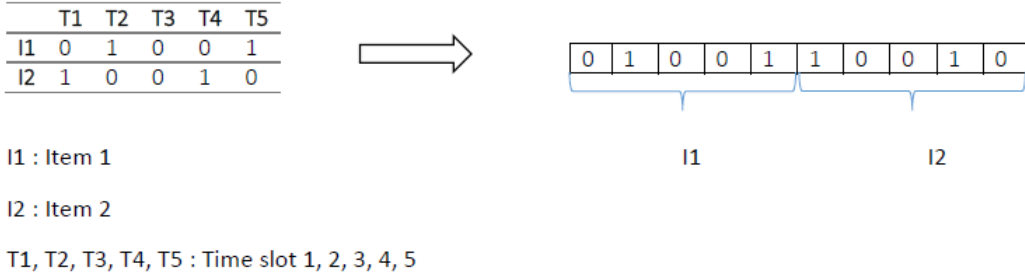 T1 T2 T3 T4 T5
I1 0 1 0 0 1
I2 1 0 0 1 0
0 1 0 0 1 1 0 0 1 0
I1 I2
I1 : Item 1
I2 : Item 2
T1, T2, T3, T4, T5 : Time slot 1, 2, 3, 4, 5